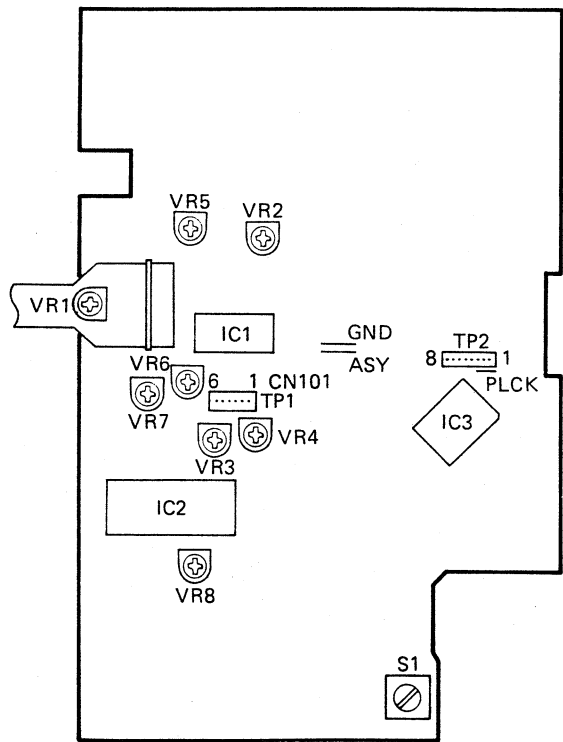 VR5
VR2
VR1
IC1
GND
ASY
TP2
8
1
PLCK
VR6
6
1
CN101
TP1
VR7
IC3
VR4
VR3
IC2
VR8
S1